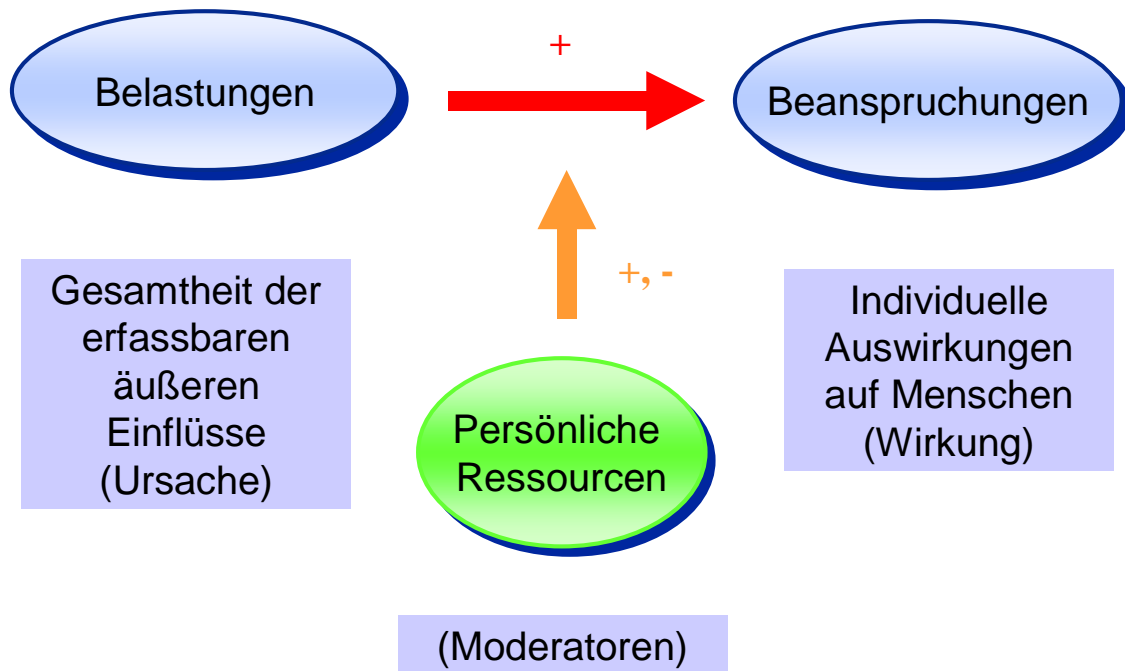 +
Belastungen
Beanspruchungen
+, -
Gesamtheit der
erfassbaren
äußeren
Einflüsse
(Ursache)
Individuelle
Auswirkungen
auf Menschen
(Wirkung)
Persönliche
Ressourcen
(Moderatoren)